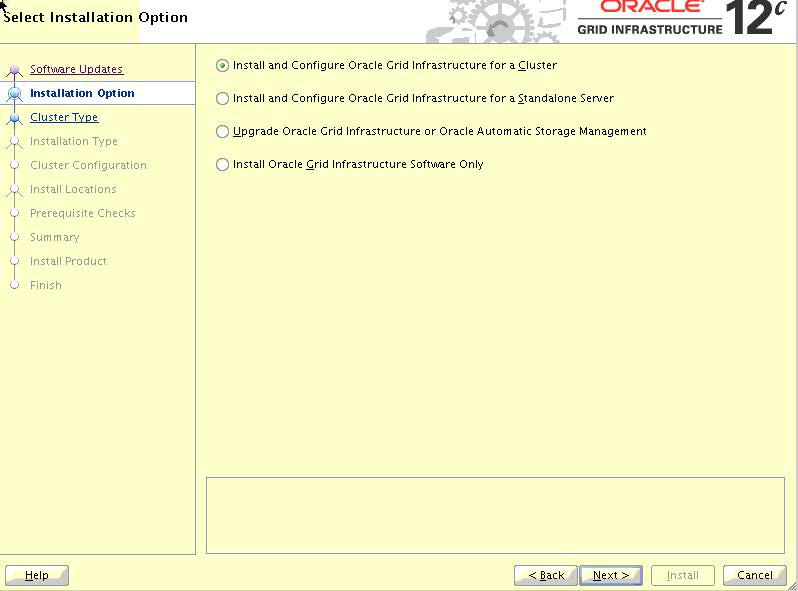 Select Installation Option
ORACLE
GRID INFRASTRUCTURE
12c
Software Updates
Installation Option
Cluster Type
Installation Type
Cluster Configuration
Install Locations
Prerequisite Checks
Summary
Install Product
Finish
Install and Configure Oracle Grid Infrastructure for a Cluster
Install and Configure Oracle Grid Infrastructure for a Standalone Server
Upgrade Oracle Grid Infrastructure or Oracle Automatic Storage Management
Install Oracle Grid Infrastructure Software Only
Help
< Back
Next >
Install
Cancel